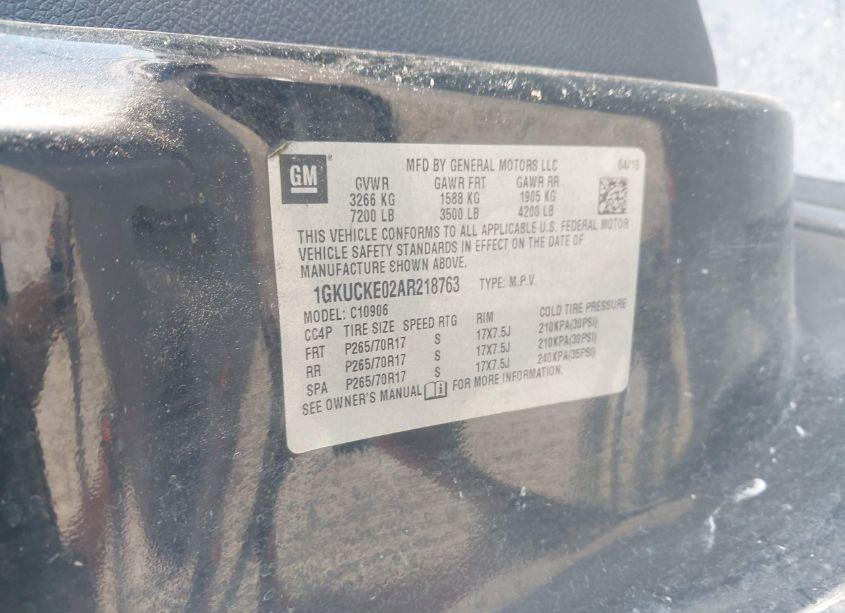 GM
MFD BY GENERAL MOTORS LLC 04/10
GVWR GAWR FRT GAWR RR
3266 KG 1588 KG 1905 KG
7200 LB 3500 LB 4200 LB
THIS VEHICLE CONFORMS TO ALL APPLICABLE U.S. FEDERAL MOTOR
VEHICLE SAFETY STANDARDS IN EFFECT ON THE DATE OF
MANUFACTURE SHOWN ABOVE.
1GKUCKE02AR218763 TYPE: M.P.V.
MODEL: C10906
CC4P TIRE SIZE SPEED RTG RIM COLD TIRE PRESSURE
FRT P265/70R17 S 17X7.5J 210KPA(30PSI)
RR P265/70R17 S 17X7.5J 210KPA(30PSI)
SPA P265/70R17 S 17X7.5J 240KPA(35PSI)
SEE OWNER'S MANUAL FOR MORE INFORMATION.